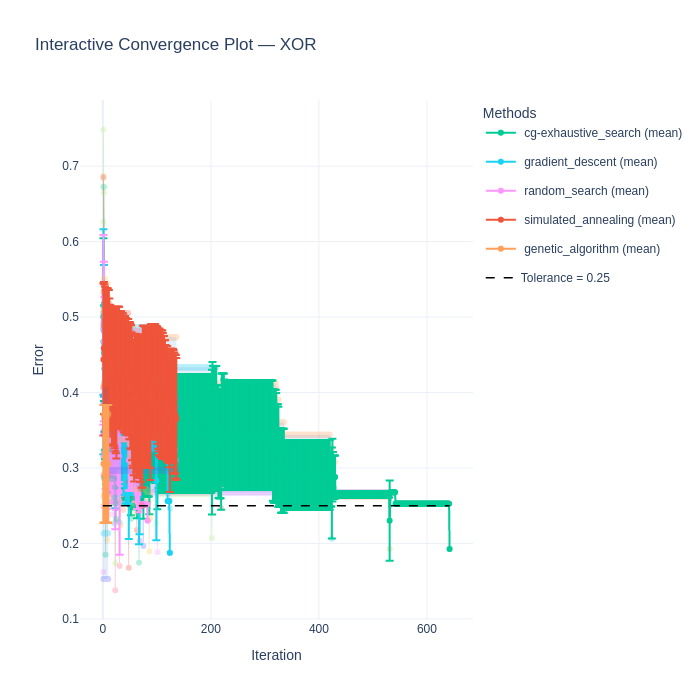 Interactive Convergence Plot — XOR
Methods
cg-exhaustive_search (mean)
gradient_descent (mean)
random_search (mean)
simulated_annealing (mean)
genetic_algorithm (mean)
Tolerance = 0.25
0.7
0.6
0.5
0.4
0.3
0.2
0.1
Error
0
200
400
600
Iteration